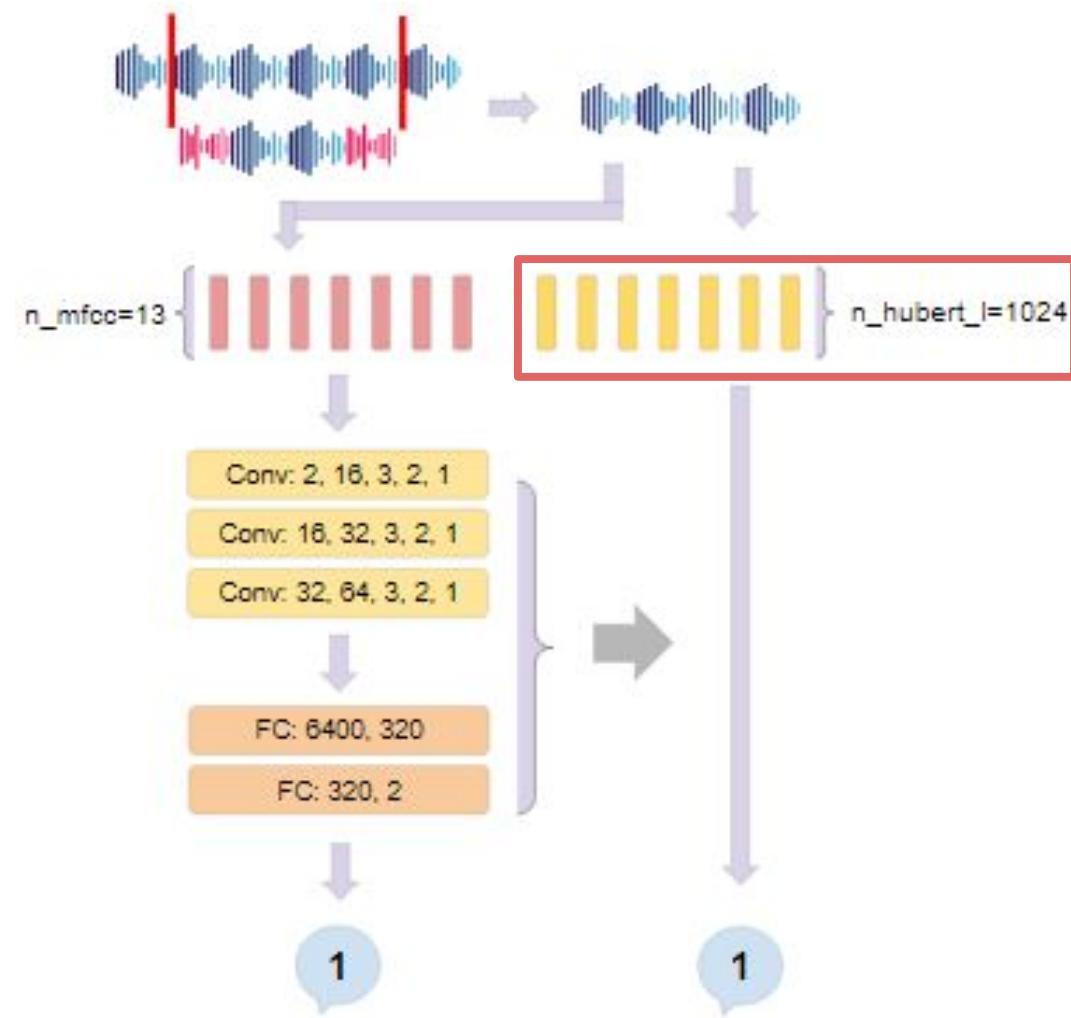 n_mfcc=13
n_hubert_l=1024
Conv: 2, 16, 3, 2, 1
Conv: 16, 32, 3, 2, 1
Conv: 32, 64, 3, 2, 1
FC: 6400, 320
FC: 320, 2
1
1